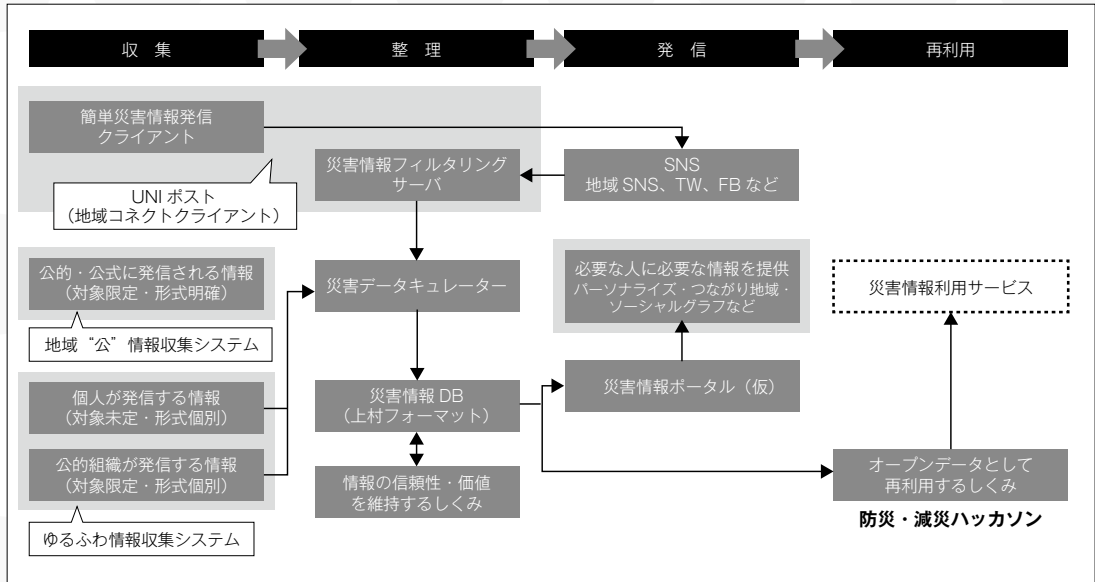 収 集
整 理
発 信
再利用
簡単災害情報発信
クライアント
災害情報フィルタリング
サーバ
SNS
地域 SNS、TW、FB など
UNI ポスト
（地域コネクトクライアント）
公的・公式に発信される情報
（対象限定・形式明確）
災害データキュレーター
必要な人に必要な情報を提供
パーソナライズ・つながり地域・
ソーシャルグラフなど
災害情報利用サービス
地域“公”情報収集システム
個人が発信する情報
（対象未定・形式個別）
災害情報 DB
（上村フォーマット）
災害情報ポータル（仮）
公的組織が発信する情報
（対象限定・形式個別）
情報の信頼性・価値
を維持するしくみ
オープンデータとして
再利用するしくみ
防災・減災ハッカソン
ゆるふわ情報収集システム